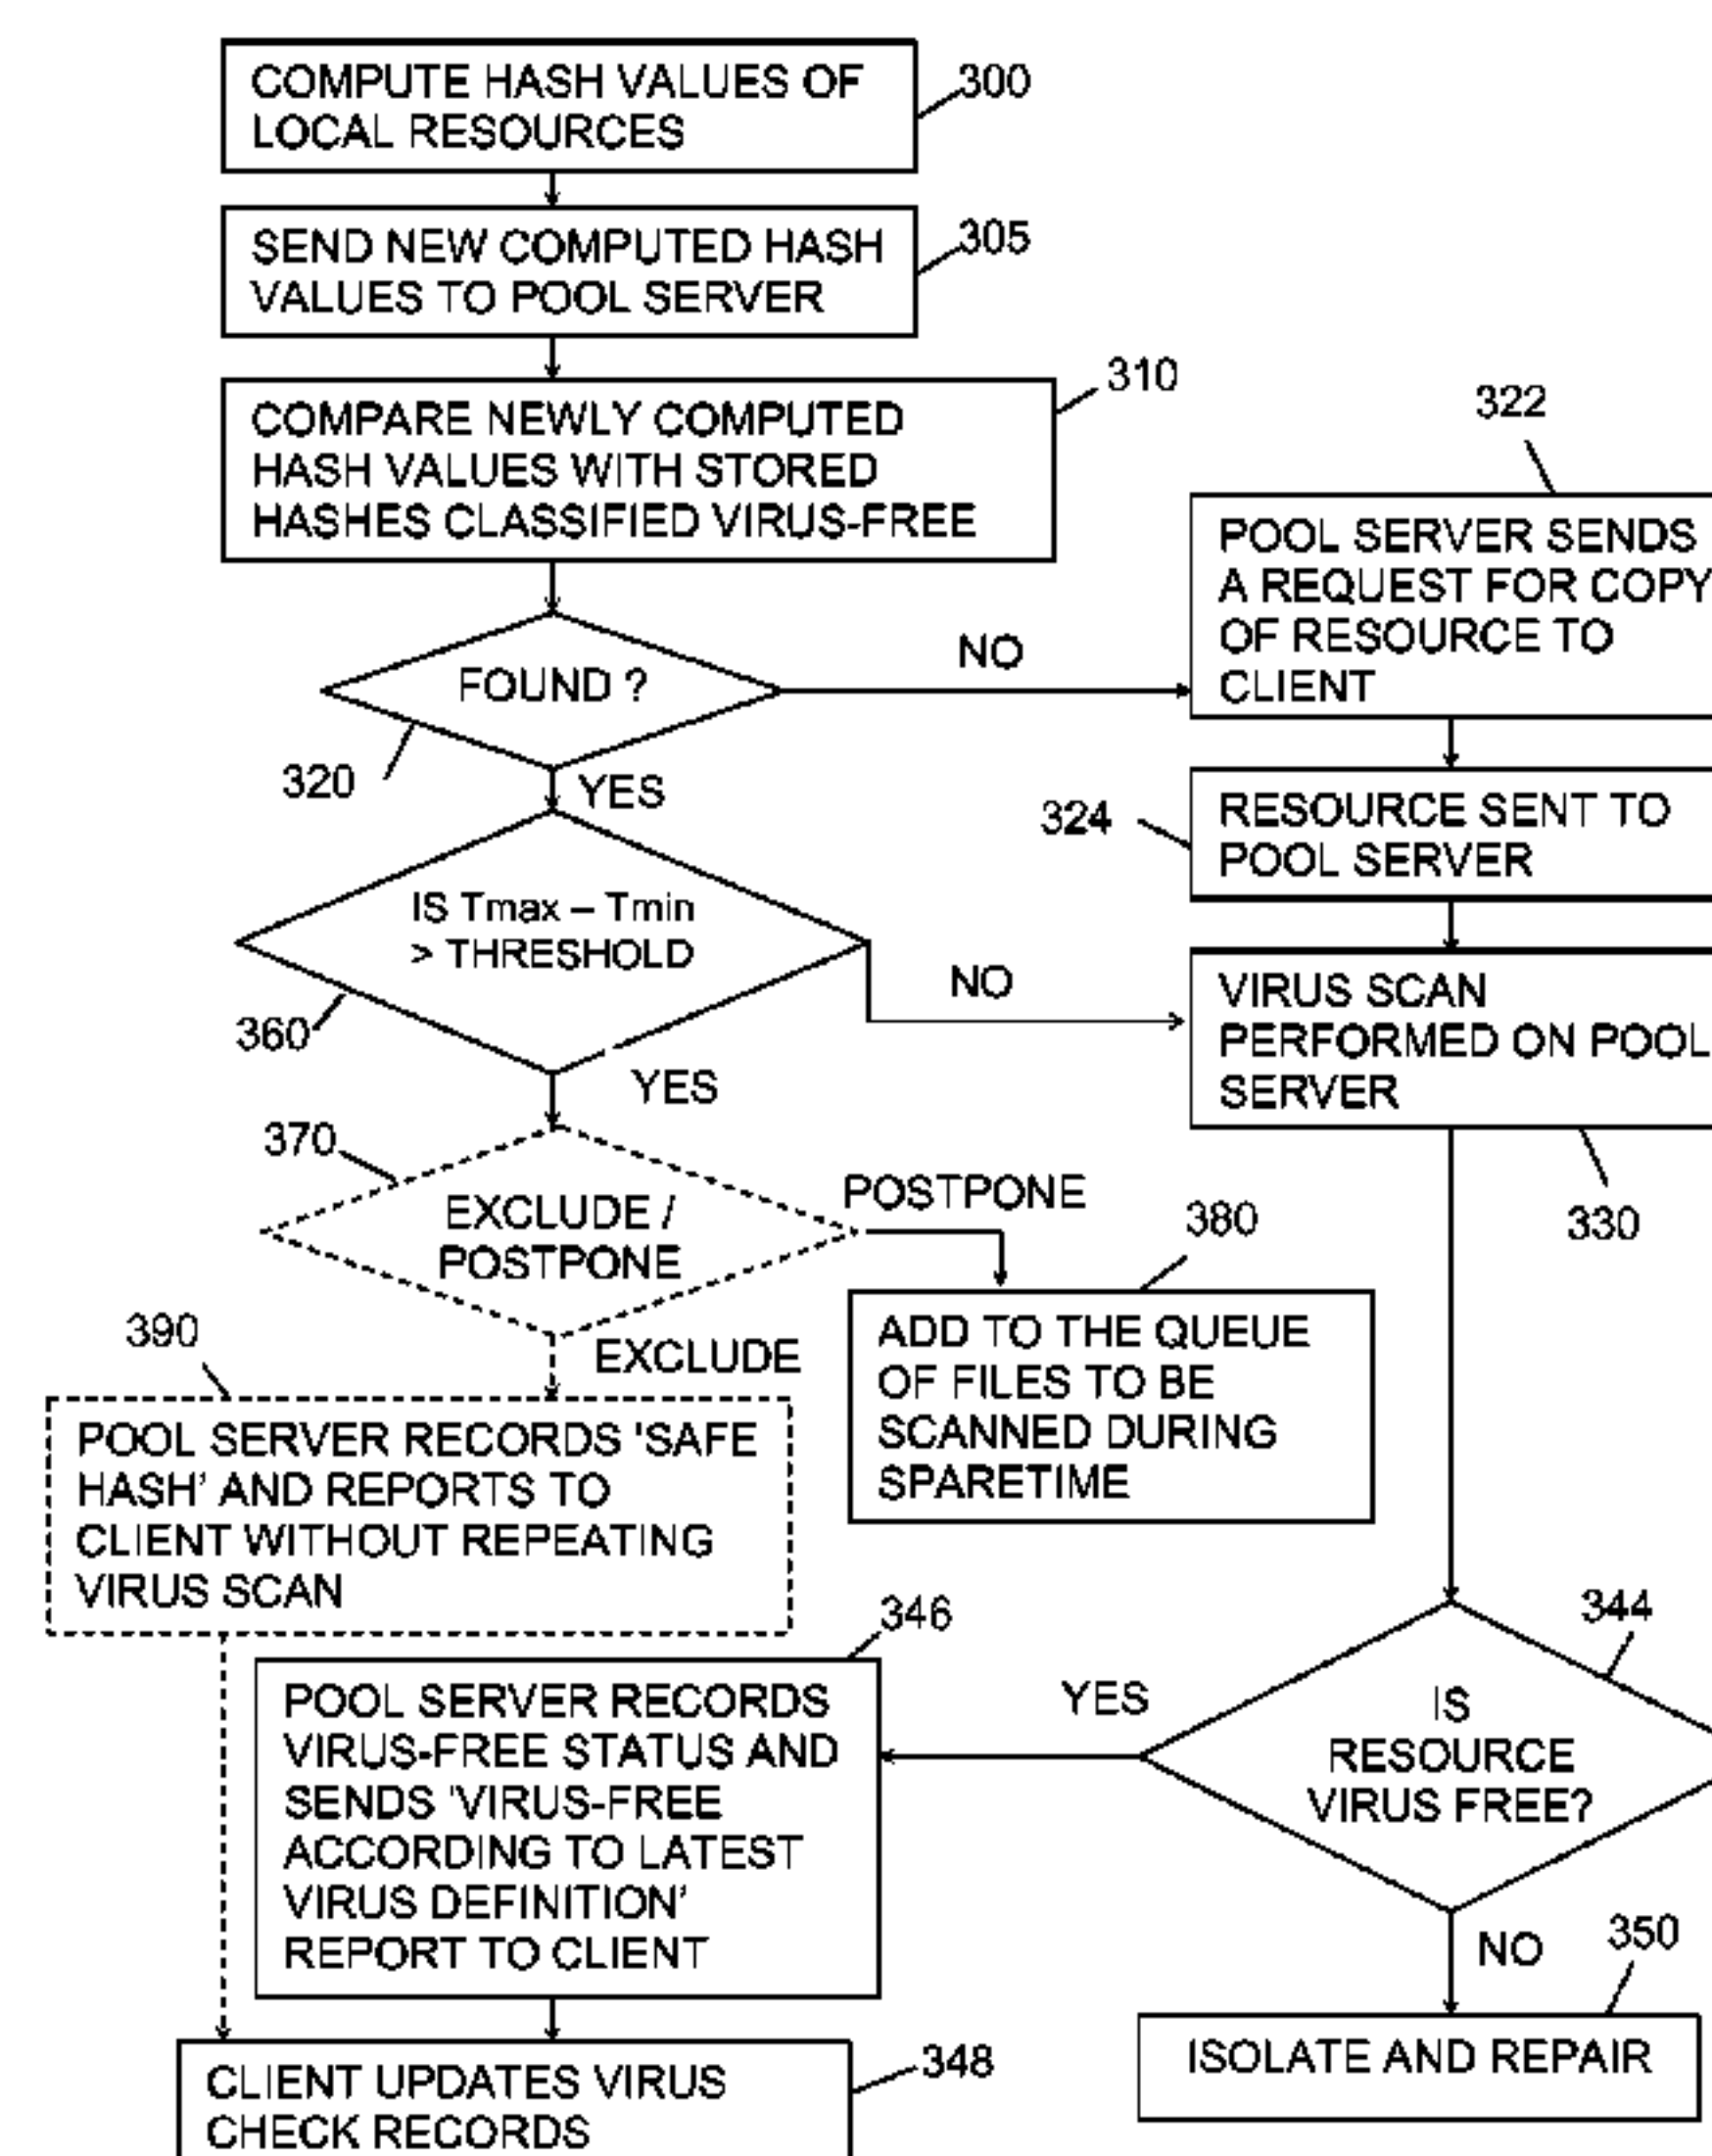 COMPUTE HASH VALUES OF
LOCAL RESOURCES
300
SEND NEW COMPUTED HASH
VALUES TO POOL SERVER
305
COMPARE NEWLY COMPUTED
HASH VALUES WITH STORED
HASHES CLASSIFIED VIRUS-FREE
310
322
POOL SERVER SENDS
A REQUEST FOR COPY
OF RESOURCE TO
CLIENT
FOUND ?
NO
320
YES
324
RESOURCE SENT TO
POOL SERVER
IS Tmax – Tmin
> THRESHOLD
NO
360
YES
VIRUS SCAN
PERFORMED ON POOL
SERVER
330
370
EXCLUDE /
POSTPONE
POSTPONE
380
EXCLUDE
ADD TO THE QUEUE
OF FILES TO BE
SCANNED DURING
SPARETIME
390
POOL SERVER RECORDS 'SAFE
HASH' AND REPORTS TO
CLIENT WITHOUT REPEATING
VIRUS SCAN
346
POOL SERVER RECORDS
VIRUS-FREE STATUS AND
SENDS 'VIRUS-FREE
ACCORDING TO LATEST
VIRUS DEFINITION'
REPORT TO CLIENT
YES
344
IS
RESOURCE
VIRUS FREE?
NO
350
ISOLATE AND REPAIR
348
CLIENT UPDATES VIRUS
CHECK RECORDS